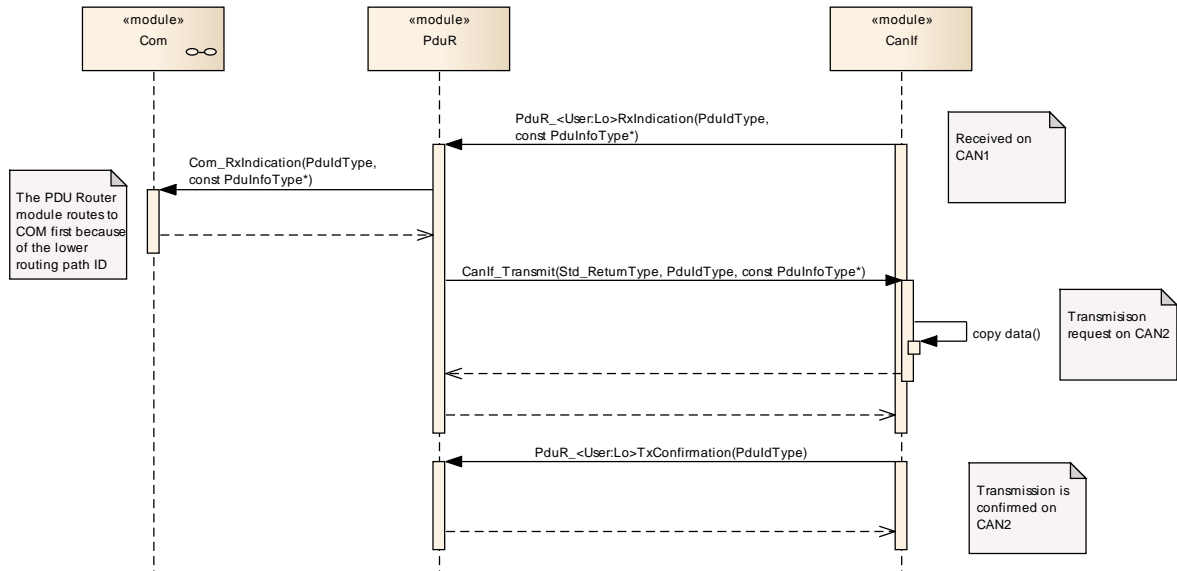 «module»
Com
«module»
PduR
«module»
CanIf
PduR_<User:Lo>RxIndication(PduIdType,
const PduInfoType*)
Received on
CAN1
Com_RxIndication(PduIdType,
const PduInfoType*)
The PDU Router
module routes to
COM first because
of the lower
routing path ID
CanIf_Transmit(Std_ReturnType, PduIdType, const PduInfoType*)
Transmisison
request on CAN2
copy data()
PduR_<User:Lo>TxConfirmation(PduIdType)
Transmission is
confirmed on
CAN2